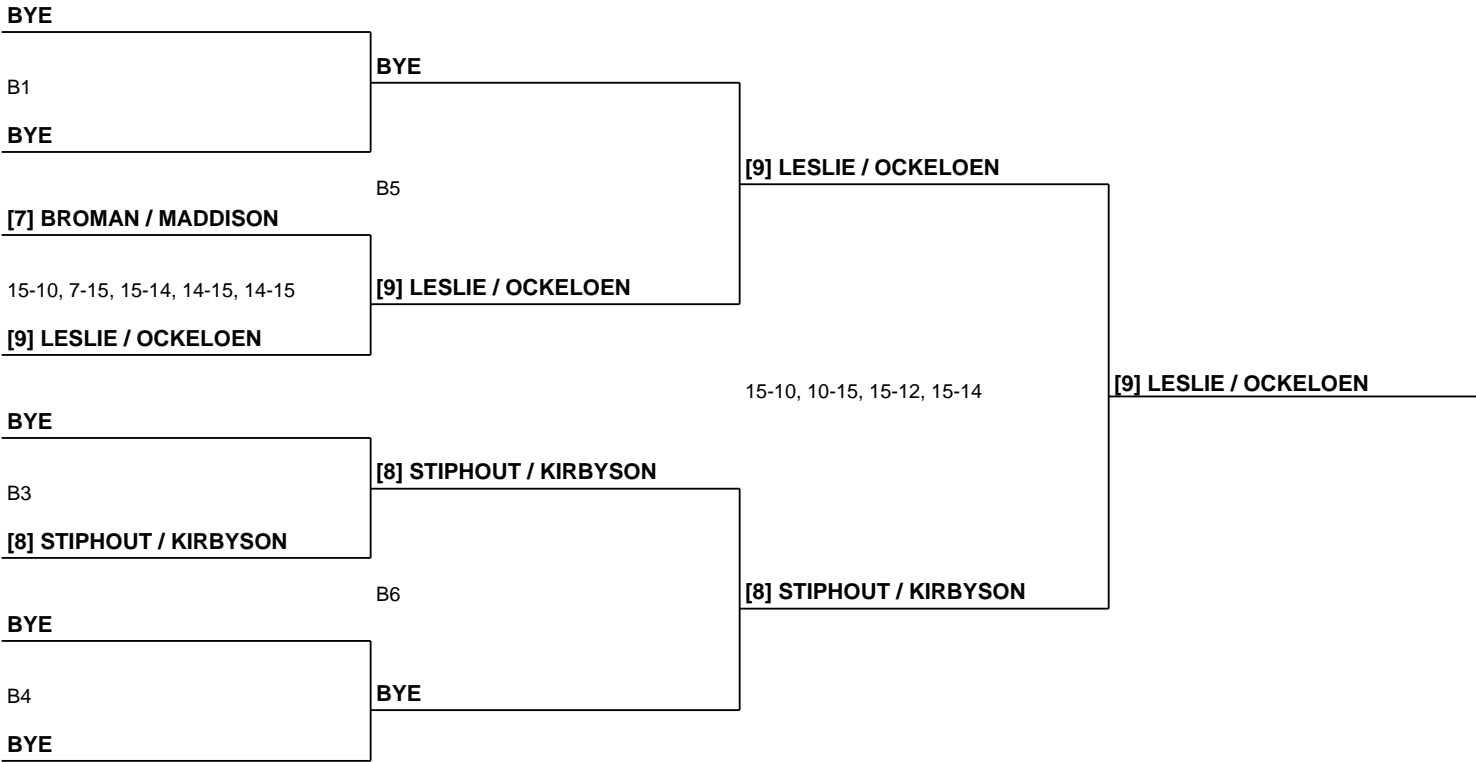 BYE
B1
BYE
[7] BROMAN / MADDISON
15-10, 7-15, 15-14, 14-15, 14-15
[9] LESLIE / OCKELOEN
BYE
B3
[8] STIPHOUT / KIRBYSON
BYE
B4
BYE
BYE
B5
[9] LESLIE / OCKELOEN
[8] STIPHOUT / KIRBYSON
B6
BYE
[9] LESLIE / OCKELOEN
15-10, 10-15, 15-12, 15-14
[8] STIPHOUT / KIRBYSON
[9] LESLIE / OCKELOEN